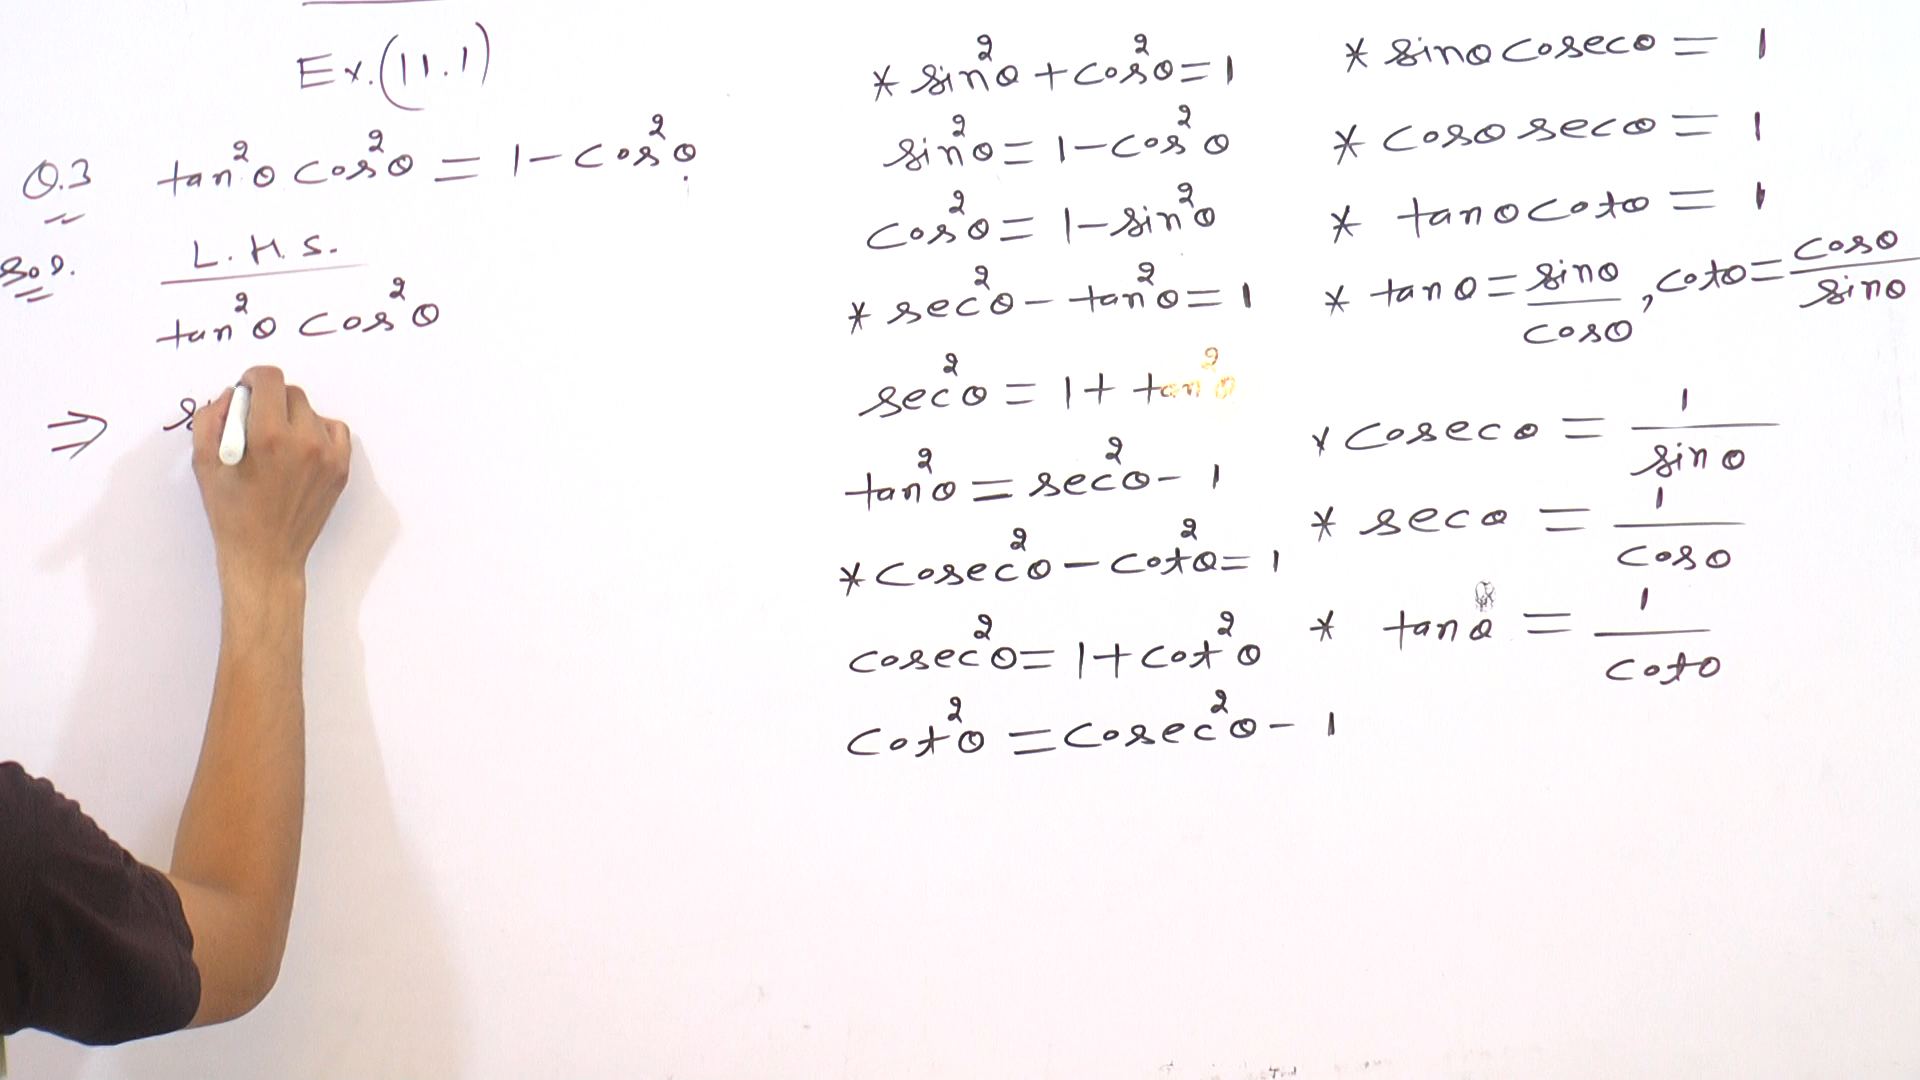 Ex.(11.1)
Q.3 tan²θ cos²θ = 1 - cos²θ.
Sol. L.H.S.
tan²θ cos²θ
⇒ s
* sin²θ + cos²θ = 1
sin²θ = 1 - cos²θ
cos²θ = 1 - sin²θ
* sec²θ - tan²θ = 1
sec²θ = 1 + tan²θ
tan²θ = sec²θ - 1
* cosec²θ - cot²θ = 1
cosec²θ = 1 + cot²θ
cot²θ = cosec²θ - 1
* sinθ cosecθ = 1
* cosθ secθ = 1
* tanθ cotθ = 1
* tanθ = sinθ/cosθ, cotθ = cosθ/sinθ
* cosecθ = 1/sinθ
* secθ = 1/cosθ
* tanθ = 1/cotθ